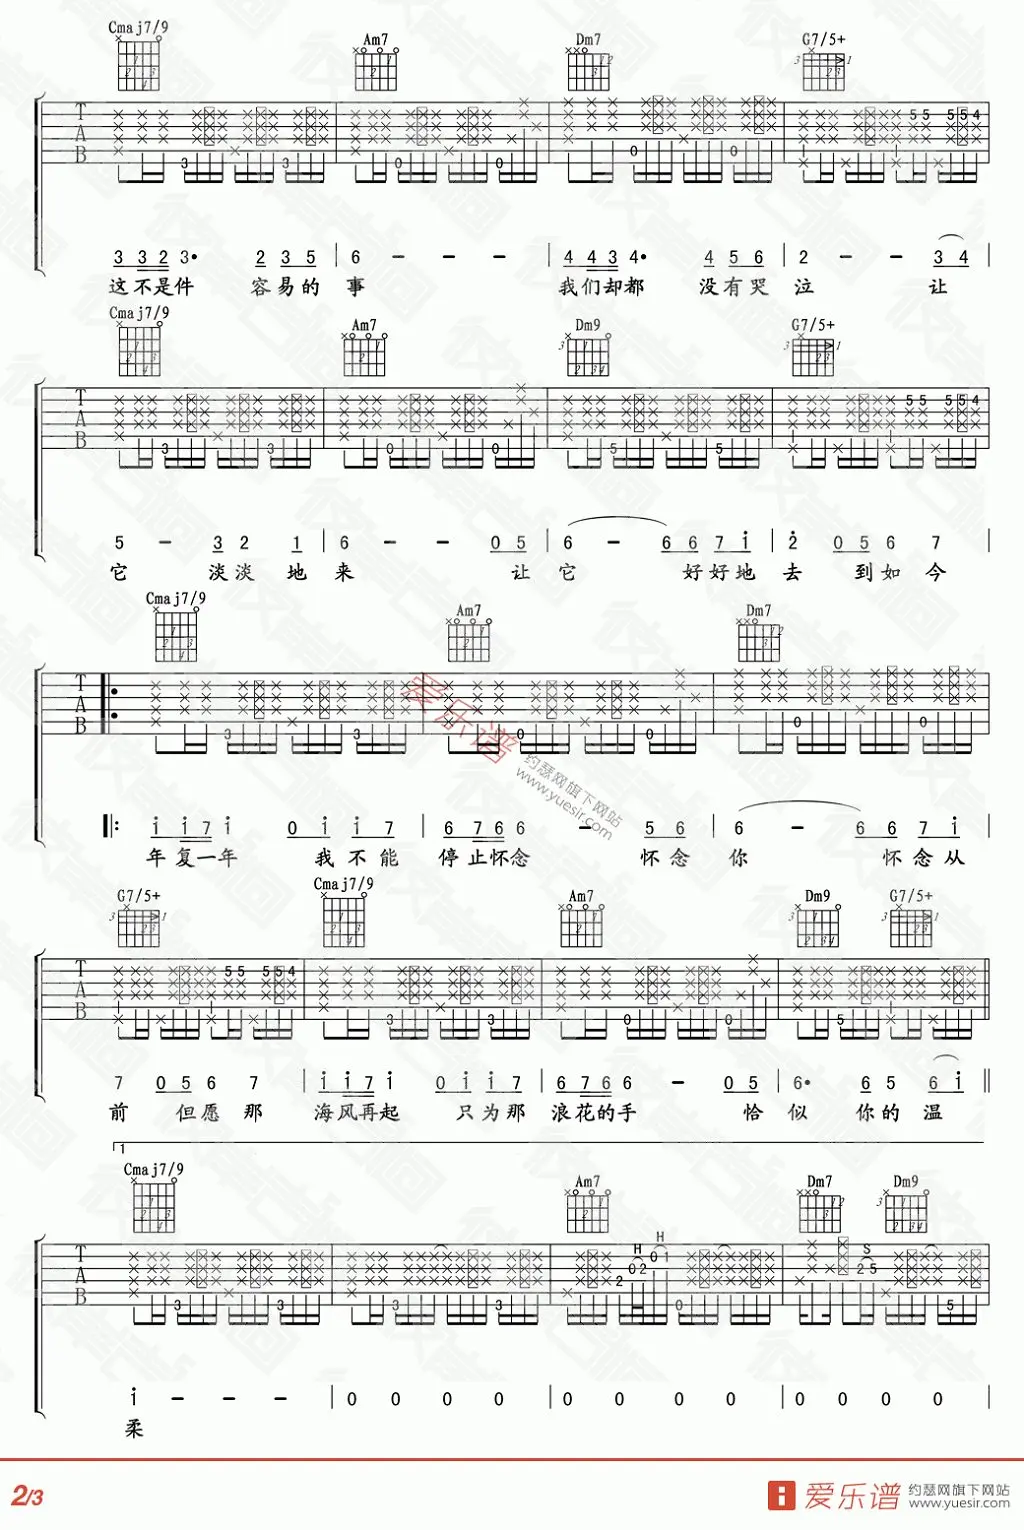 Cmaj7/9 Am7 Dm7 G7/5+
T A B
3 3 2 3· 2 3 5 | 6 - - - | 4 4 3 4· 4 5 6 | 2 - - 3 4 |
这不是件 容易的 事 我们却都 没有哭 泣 让
Cmaj7/9 Am7 Dm9 G7/5+
T A B
5 - 3 2 1 | 6 - - 0 5 | 6 - 6 6 7 i | 2 0 5 6 7 |
它 淡淡 地 来 让 它 好好地 去 到如 今
Cmaj7/9 Am7 Dm7
T A B
爱乐谱
约瑟网旗下网站
www.yuesir.com
|: i i 7 i 0 i i 7 | 6 7 6 6 - 5 6 | 6 - 6 6 7 i |
年复一年 我不能 停止怀念 怀念 你 怀念从
G7/5+ Cmaj7/9 Am7 Dm9 G7/5+
T A B
7 0 5 6 7 | i i 7 i 0 i i 7 | 6 7 6 6 - 0 5 | 6· 6 5 6 i ||
前 但愿 那 海风再起 只为那 浪花的手 恰 似 你的 温
1
Cmaj7/9 Am7 Dm7 Dm9
H H S
T A B
i - - - | 0 0 0 0 | 0 0 0 0 | 0 0 0 0 |
柔
2/3
爱乐谱 约瑟网旗下网站
www.yuesir.com